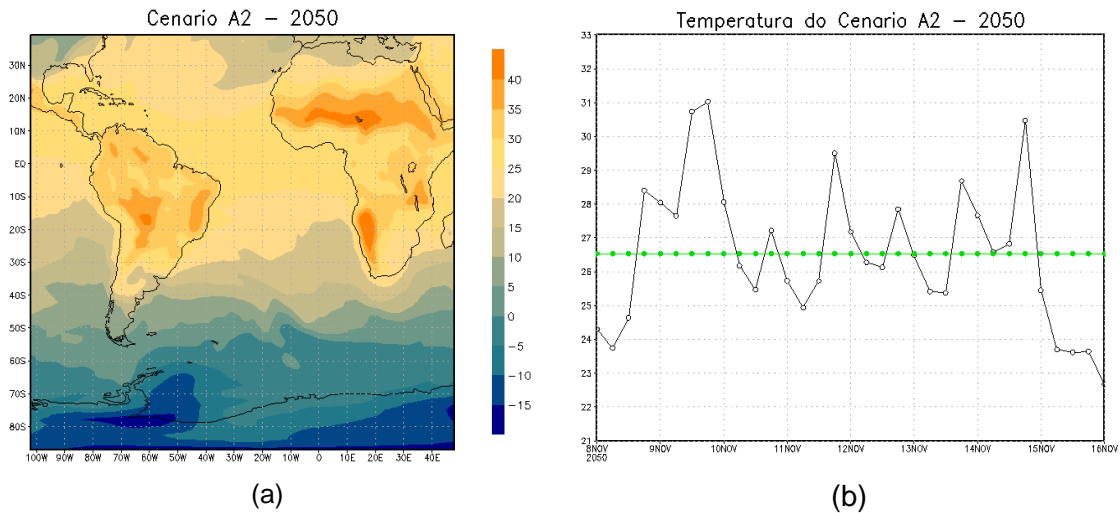 Cenario A2 – 2050
30N
20N
10N
EQ
10S
20S
30S
40S
50S
60S
70S
80S
100W 90W 80W 70W 60W 50W 40W 30W 20W 10W 0 10E 20E 30E 40E
40
35
30
25
20
15
10
5
0
−5
−10
−15
(a)
Temperatura do Cenario A2 – 2050
33
32
31
30
29
28
27
26
25
24
23
22
21
8NOV 9NOV 10NOV 11NOV 12NOV 13NOV 14NOV 15NOV 16NOV
2050
(b)